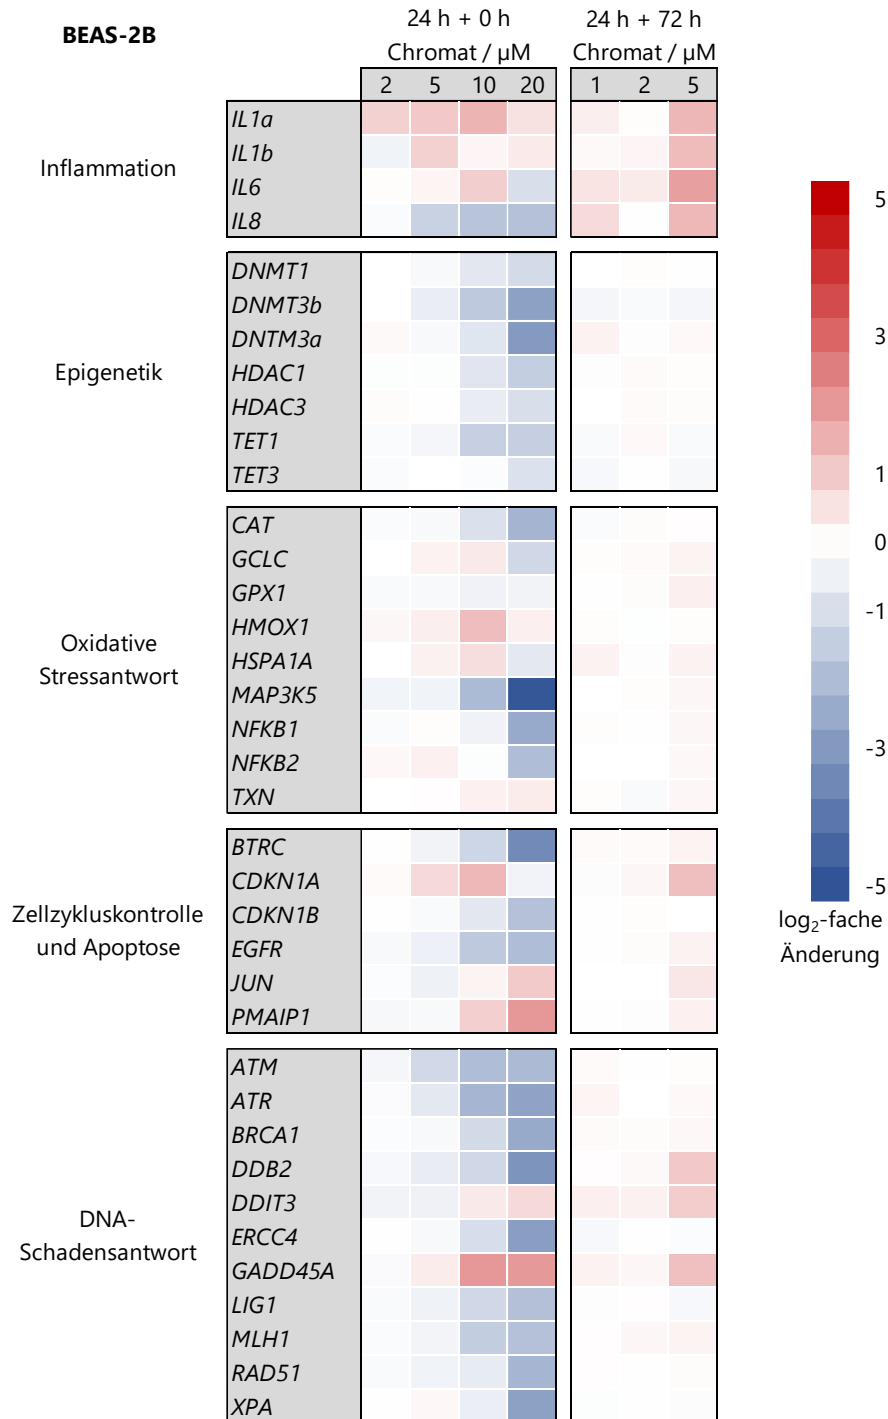 BEAS-2B
24 h + 0 h
Chromat / µM
24 h + 72 h
Chromat / µM
2 5 10 20
1 2 5
Inflammation
IL1a
IL1b
IL6
IL8
Epigenetik
DNMT1
DNMT3b
DNTM3a
HDAC1
HDAC3
TET1
TET3
Oxidative
Stressantwort
CAT
GCLC
GPX1
HMOX1
HSPA1A
MAP3K5
NFKB1
NFKB2
TXN
Zellzykluskontrolle
und Apoptose
BTRC
CDKN1A
CDKN1B
EGFR
JUN
PMAIP1
DNA-
Schadensantwort
ATM
ATR
BRCA1
DDB2
DDIT3
ERCC4
GADD45A
LIG1
MLH1
RAD51
XPA
5
3
1
0
-1
-3
-5
log₂-fache
Änderung